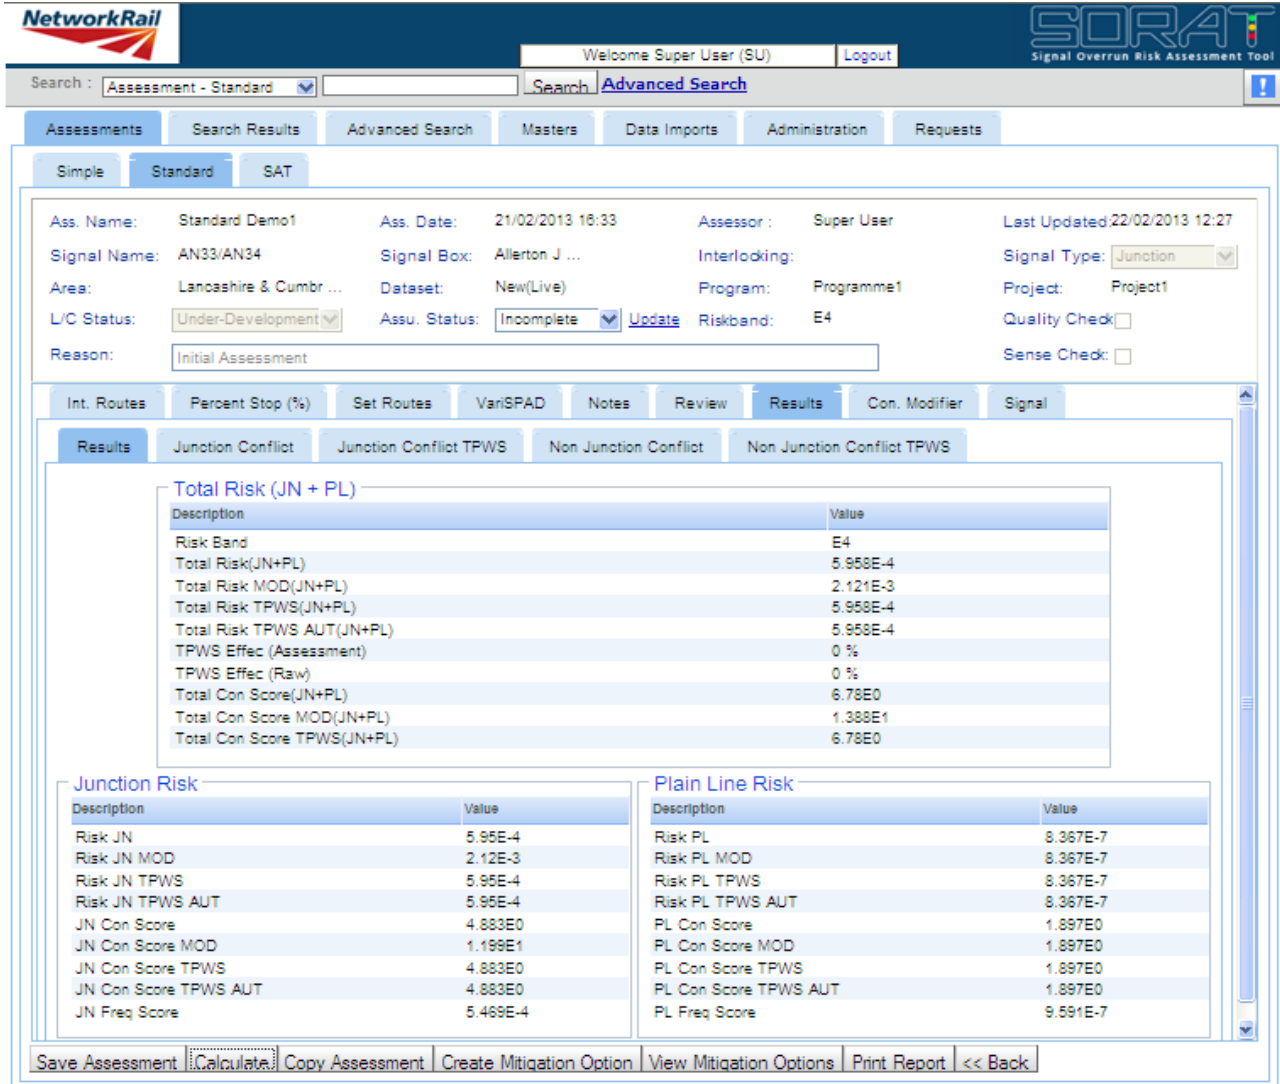 NetworkRail
SORAT
Signal Overrun Risk Assessment Tool
Welcome Super User (SU) Logout
Search : Assessment - Standard Search Advanced Search !
Assessments Search Results Advanced Search Masters Data Imports Administration Requests
Simple Standard SAT
Ass. Name: Standard Demo1 Ass. Date: 21/02/2013 16:33 Assessor : Super User Last Updated: 22/02/2013 12:27
Signal Name: AN33/AN34 Signal Box: Allerton J ... Interlocking: Signal Type: Junction
Area: Lancashire & Cumbr ... Dataset: New(Live) Program: Programme1 Project: Project1
L/C Status: Under-Development Assu. Status: Incomplete Update Riskband: E4 Quality Check
Reason: Initial Assessment Sense Check:
Int. Routes Percent Stop (%) Set Routes VariSPAD Notes Review Results Con. Modifier Signal
Results Junction Conflict Junction Conflict TPWS Non Junction Conflict Non Junction Conflict TPWS
Total Risk (JN + PL)
Description Value
Risk Band E4
Total Risk(JN+PL) 5.958E-4
Total Risk MOD(JN+PL) 2.121E-3
Total Risk TPWS(JN+PL) 5.958E-4
Total Risk TPWS AUT(JN+PL) 5.958E-4
TPWS Effec (Assessment) 0 %
TPWS Effec (Raw) 0 %
Total Con Score(JN+PL) 6.78E0
Total Con Score MOD(JN+PL) 1.388E1
Total Con Score TPWS(JN+PL) 6.78E0
Junction Risk
Description Value
Risk JN 5.95E-4
Risk JN MOD 2.12E-3
Risk JN TPWS 5.95E-4
Risk JN TPWS AUT 5.95E-4
JN Con Score 4.883E0
JN Con Score MOD 1.199E1
JN Con Score TPWS 4.883E0
JN Con Score TPWS AUT 4.883E0
JN Freq Score 5.469E-4
Plain Line Risk
Description Value
Risk PL 8.367E-7
Risk PL MOD 8.367E-7
Risk PL TPWS 8.367E-7
Risk PL TPWS AUT 8.367E-7
PL Con Score 1.897E0
PL Con Score MOD 1.897E0
PL Con Score TPWS 1.897E0
PL Con Score TPWS AUT 1.897E0
PL Freq Score 9.591E-7
Save Assessment Calculate Copy Assessment Create Mitigation Option View Mitigation Options Print Report << Back